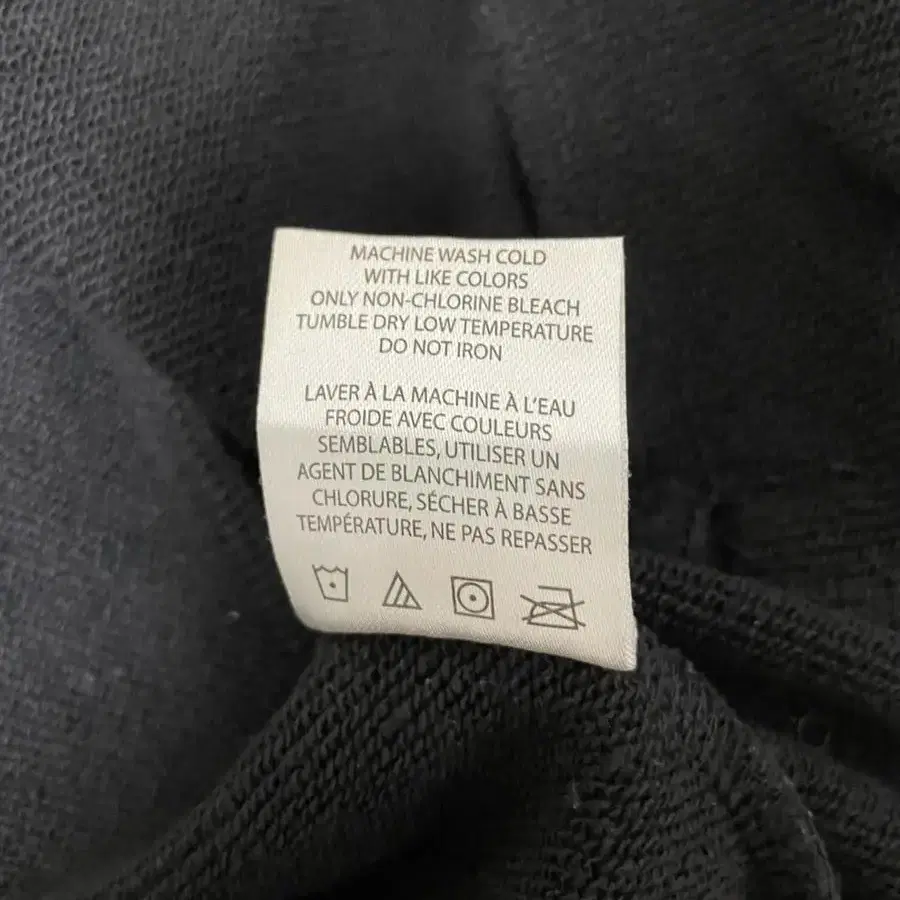 MACHINE WASH COLD
WITH LIKE COLORS
ONLY NON-CHLORINE BLEACH
TUMBLE DRY LOW TEMPERATURE
DO NOT IRON
LAVER À LA MACHINE À L'EAU
FROIDE AVEC COULEURS
SEMBLABLES, UTILISER UN
AGENT DE BLANCHIMENT SANS
CHLORURE, SÉCHER À BASSE
TEMPÉRATURE, NE PAS REPASSER